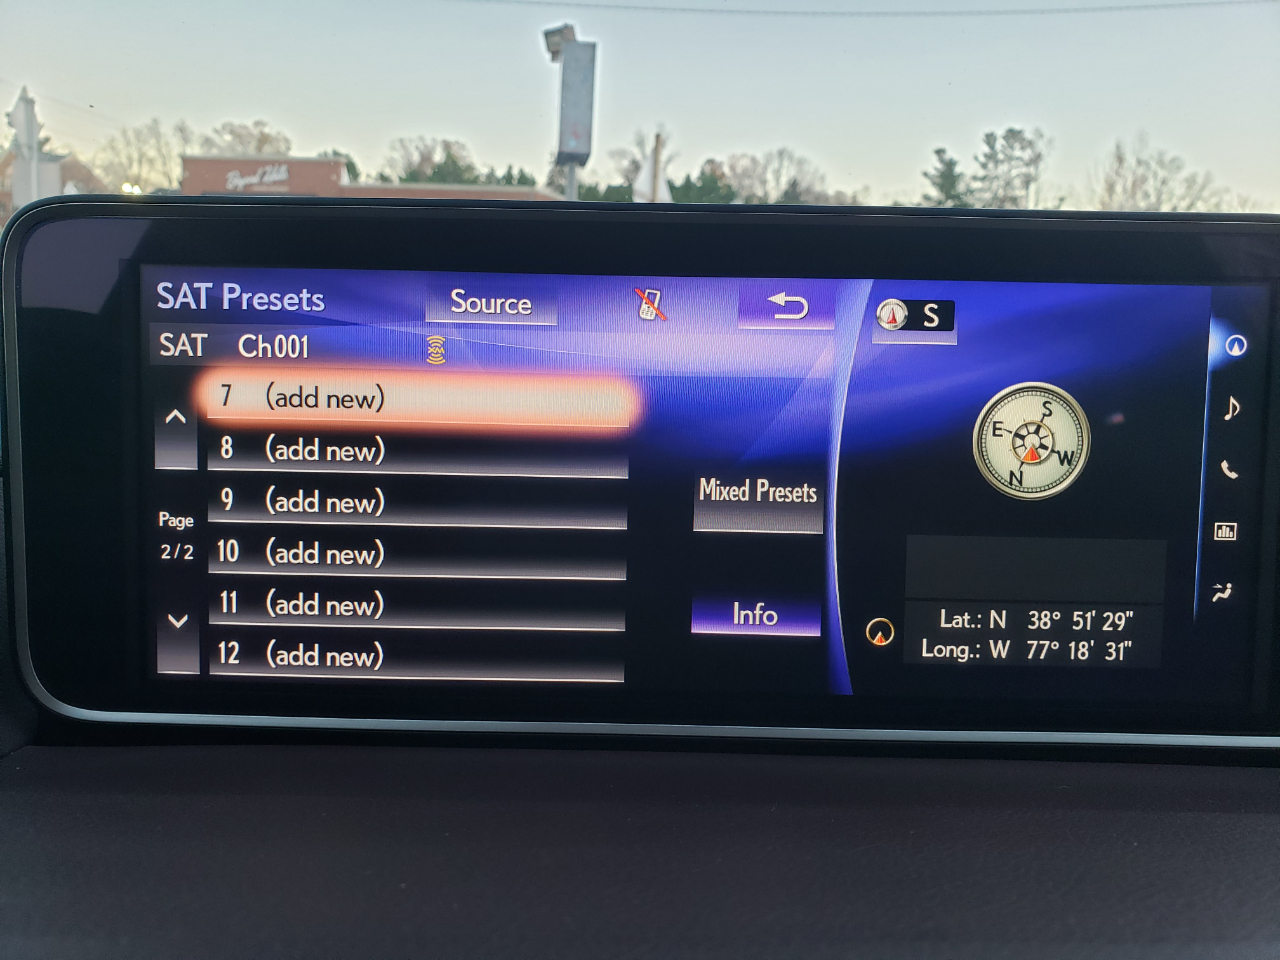 SAT Presets
Source
S
SAT Ch001
XM
7 (add new)
8 (add new)
9 (add new)
10 (add new)
11 (add new)
12 (add new)
Page
2/2
Mixed Presets
Info
S
E
W
N
Lat.: N 38° 51' 29"
Long.: W 77° 18' 31"